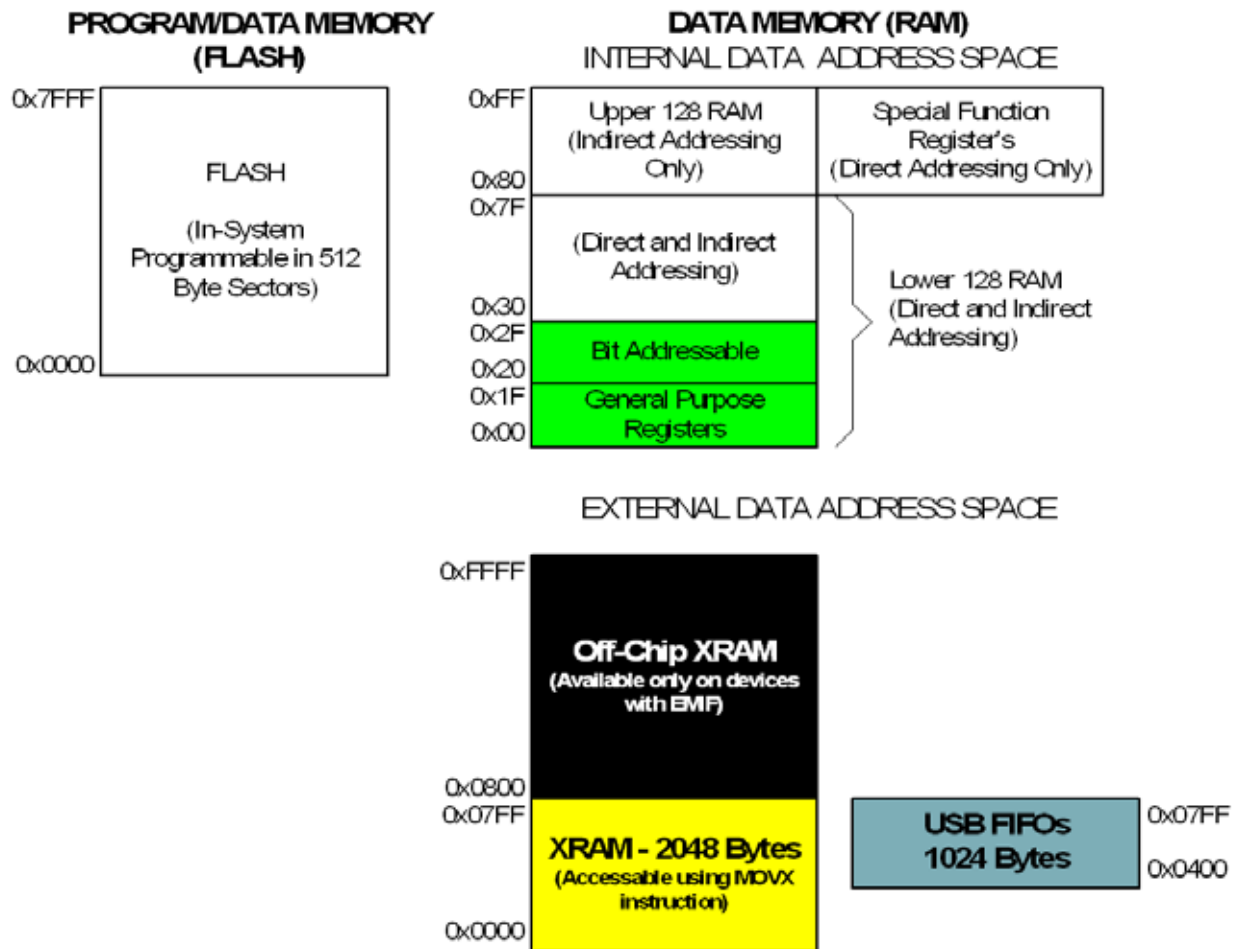 PROGRAM/DATA MEMORY
(FLASH)
0x7FFF
FLASH
(In-System
Programmable in 512
Byte Sectors)
0x0000
DATA MEMORY (RAM)
INTERNAL DATA ADDRESS SPACE
0xFF
Upper 128 RAM
(Indirect Addressing
Only)
0x80
Special Function
Register's
(Direct Addressing Only)
0x7F
(Direct and Indirect
Addressing)
0x30
Lower 128 RAM
(Direct and Indirect
Addressing)
0x2F
Bit Addressable
0x20
0x1F
General Purpose
Registers
0x00
EXTERNAL DATA ADDRESS SPACE
0xFFFF
Off-Chip XRAM
(Available only on devices
with EMIF)
0x0800
0x07FF
XRAM - 2048 Bytes
(Accessable using MOVX
instruction)
0x0000
USB FIFOs
1024 Bytes
0x07FF
0x0400